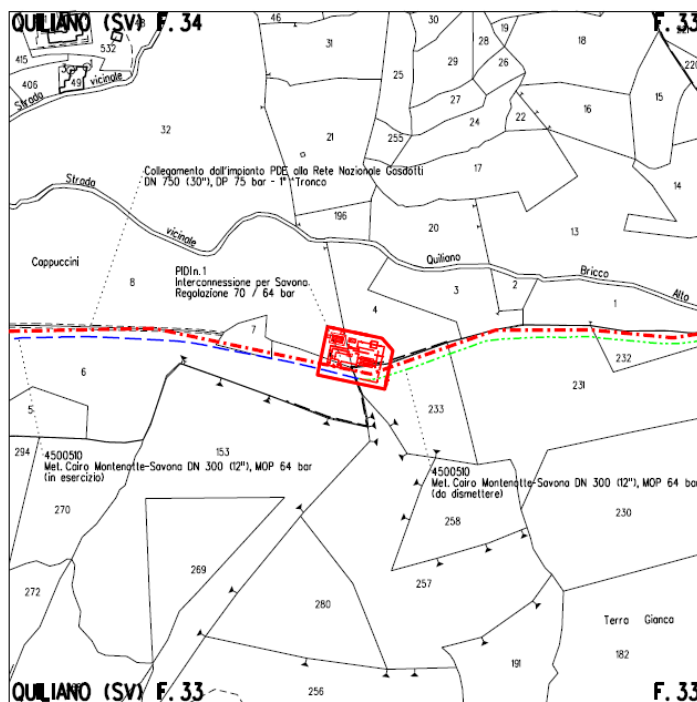 QUILIANO (SV) F. 34
F. 33
46
30
19
18
31
28
532
415
29
26
25
406
49
vicinale
27
16
15
220
Strada
24
22
32
255
21
17
14
Collegamento dall'impianto PDE alla Rete Nazionale Gasdotti
DN 750 (30"), DP 75 bar - 1° Tronco
Strada
196
20
13
vicinale
Quiliano
Cappuccini
PIDI n. 1
Interconnessione per Savona
Regolazione 70 / 64 bar
Bricco
Alto
8
3
2
4
1
7
232
6
231
5
233
294
4500510
Met. Cairo Montenotte-Savona DN 300 (12"), MOP 64 bar
(in esercizio)
153
4500510
Met. Cairo Montenotte-Savona DN 300 (12"), MOP 64 bar
(da dismettere)
270
258
230
269
257
272
280
Terra Gianca
191
182
256
QUILIANO (SV) F. 33
F. 33